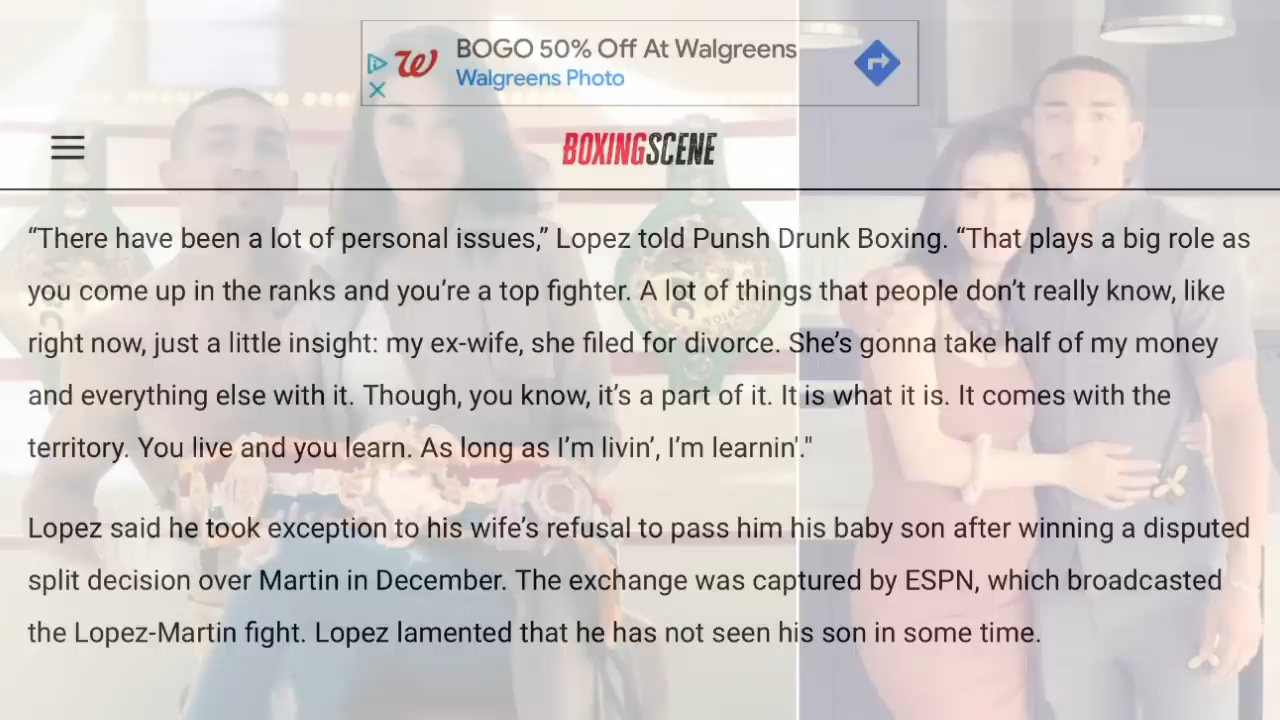 BOGO 50% Off At Walgreens
Walgreens Photo
BOXINGSCENE
“There have been a lot of personal issues,” Lopez told Punsh Drunk Boxing. “That plays a big role as
you come up in the ranks and you’re a top fighter. A lot of things that people don’t really know, like
right now, just a little insight: my ex-wife, she filed for divorce. She’s gonna take half of my money
and everything else with it. Though, you know, it’s a part of it. It is what it is. It comes with the
territory. You live and you learn. As long as I’m livin’, I’m learnin'."
Lopez said he took exception to his wife’s refusal to pass him his baby son after winning a disputed
split decision over Martin in December. The exchange was captured by ESPN, which broadcasted
the Lopez-Martin fight. Lopez lamented that he has not seen his son in some time.